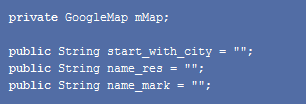 private GoogleMap mMap;
public String start_with_city = "";
public String name_res = "";
public String name_mark = "";